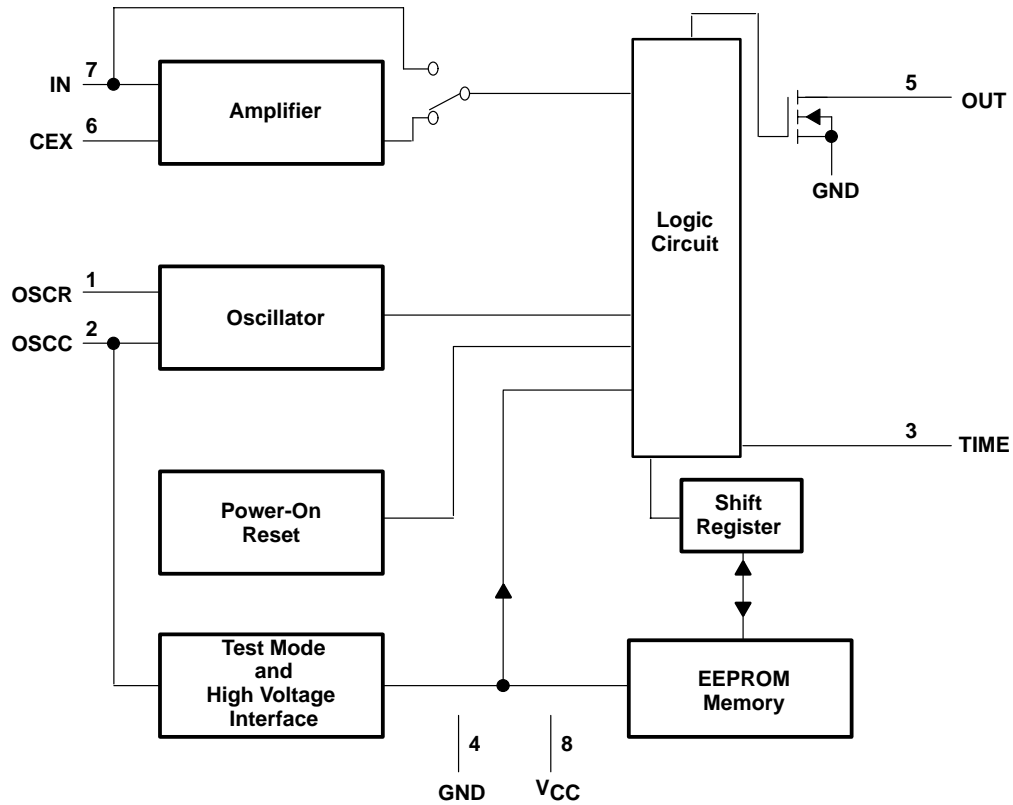 IN 7
CEX 6
Amplifier
5 OUT
GND
Logic
Circuit
OSCR 1
OSCC 2
Oscillator
3 TIME
Power-On
Reset
Shift
Register
Test Mode
and
High Voltage
Interface
EEPROM
Memory
4
GND
8
VCC